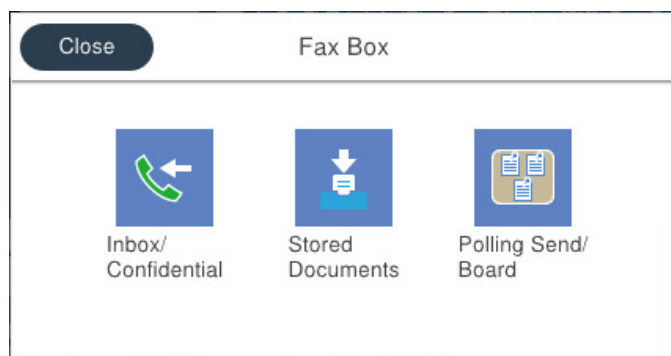 Close
Fax Box
Inbox/
Confidential
Stored
Documents
Polling Send/
Board